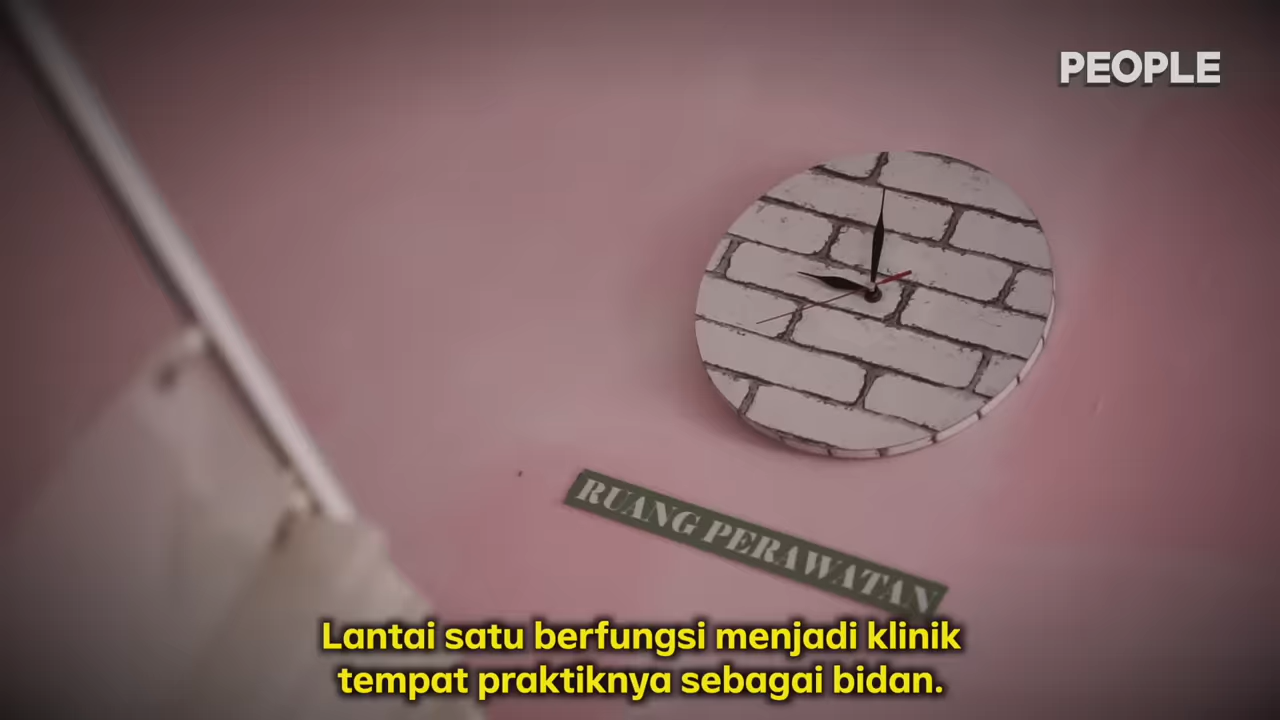 PEOPLE
RUANG PERAWATAN
Lantai satu berfungsi menjadi klinik
tempat praktiknya sebagai bidan.